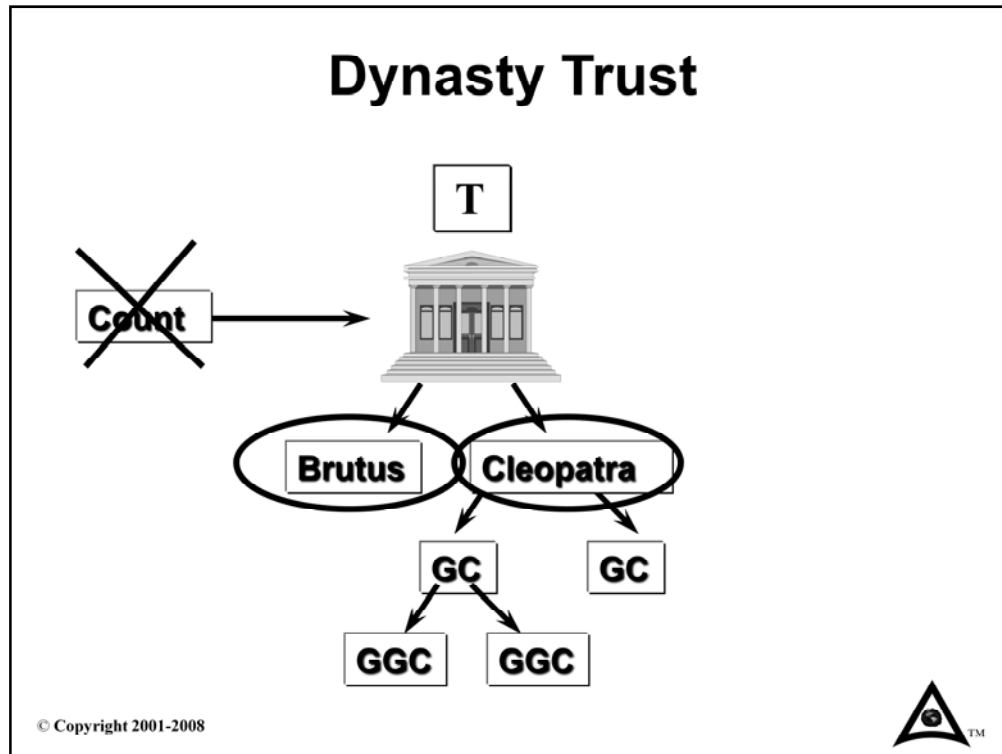 Dynasty Trust
T
Count
Brutus
Cleopatra
GC
GC
GGC
GGC
© Copyright 2001-2008
TM